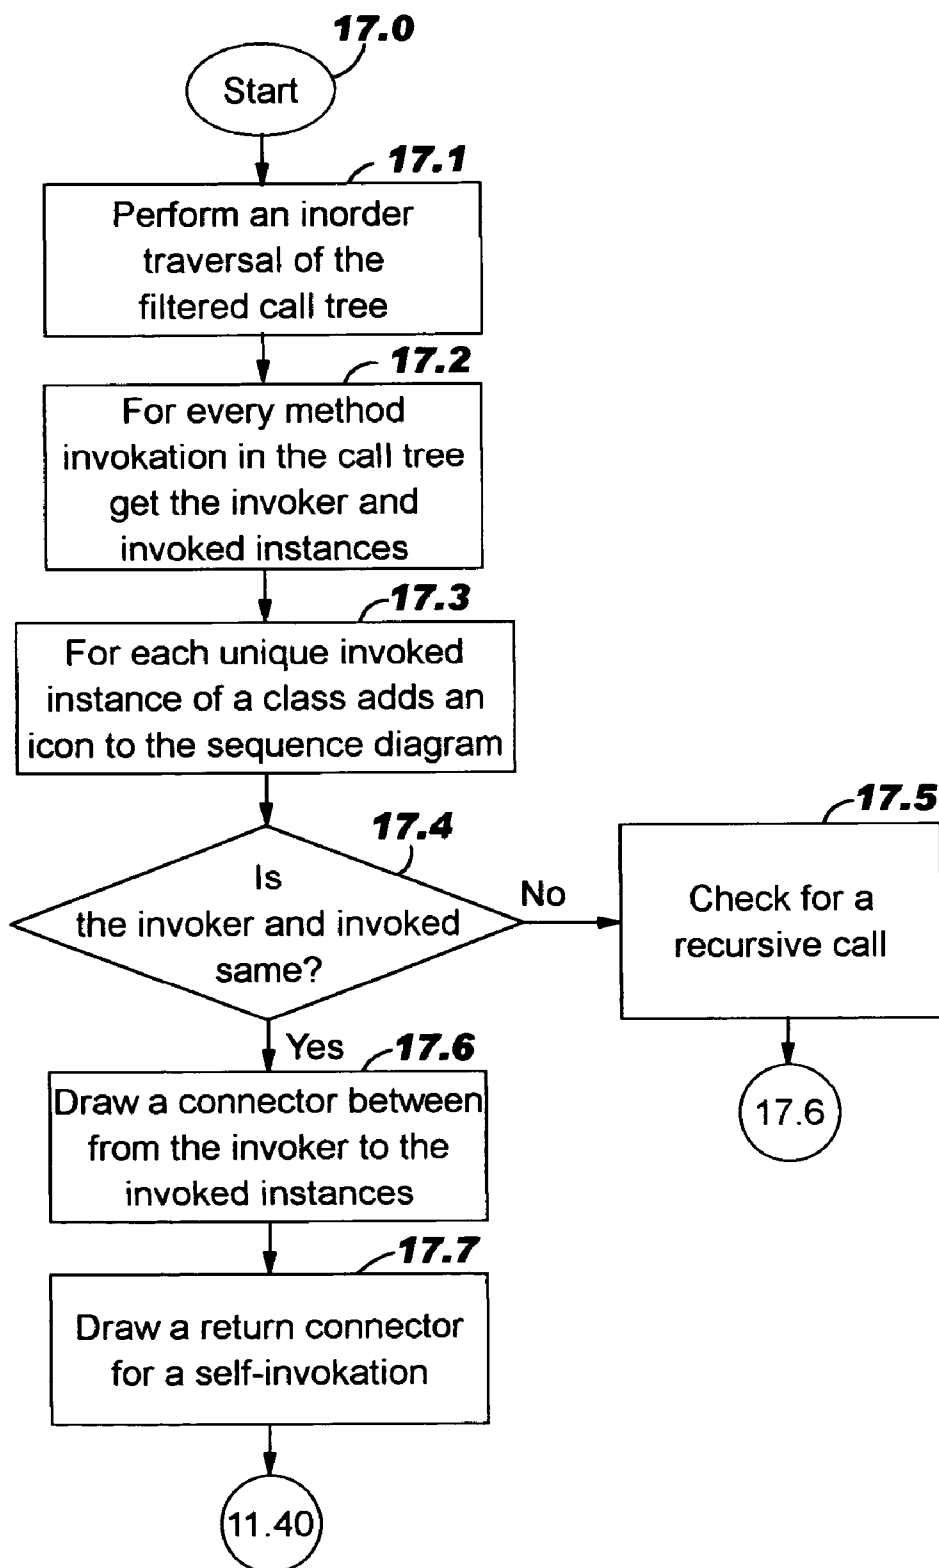 17.0
Start
17.1
Perform an inorder
traversal of the
filtered call tree
17.2
For every method
invokation in the call tree
get the invoker and
invoked instances
17.3
For each unique invoked
instance of a class adds an
icon to the sequence diagram
17.4
Is
the invoker and invoked
same?
No
17.5
Check for a
recursive call
17.6
Yes
17.6
Draw a connector between
from the invoker to the
invoked instances
17.7
Draw a return connector
for a self-invokation
11.40